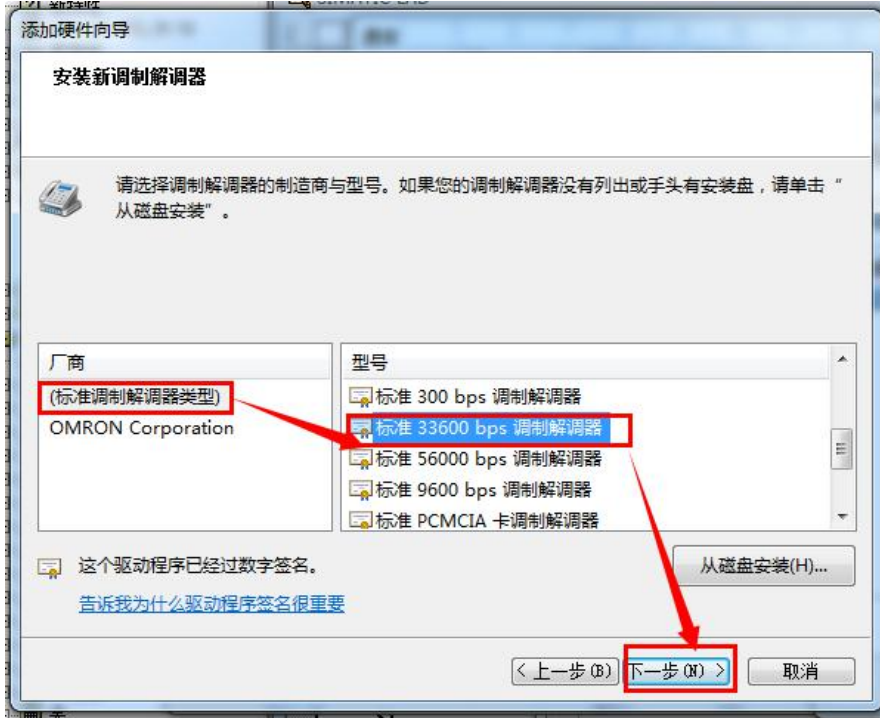 新特性
SIMATIC LAD
添加硬件向导
安装新调制解调器
请选择调制解调器的制造商与型号。如果您的调制解调器没有列出或手头有安装盘，请单击“
从磁盘安装”。
厂商
型号
(标准调制解调器类型)
标准 300 bps 调制解调器
OMRON Corporation
标准 33600 bps 调制解调器
标准 56000 bps 调制解调器
标准 9600 bps 调制解调器
标准 PCMCIA 卡调制解调器
这个驱动程序已经过数字签名。
从磁盘安装(H)...
告诉我为什么驱动程序签名很重要
< 上一步(B)
下一步(N) >
取消